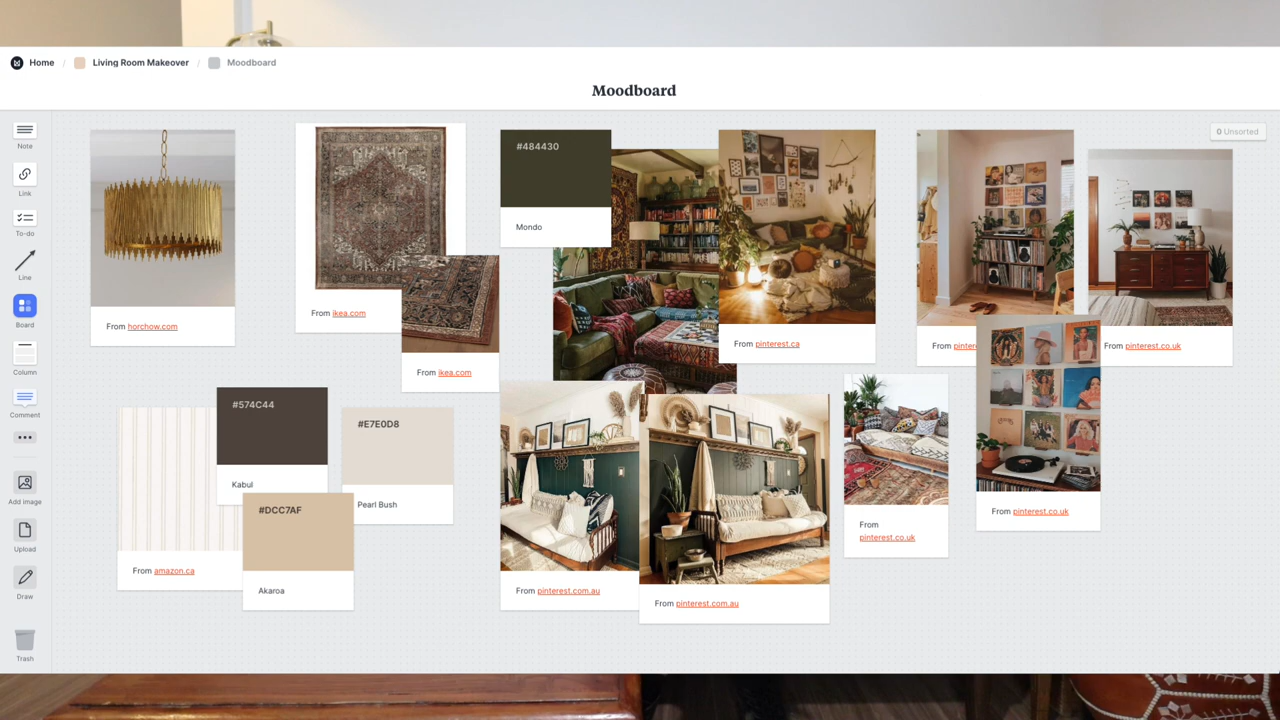 Home / Living Room Makeover / Moodboard
Moodboard
0 Unsorted
Note
Link
To-do
Line
Board
Column
Comment
Add image
Upload
Draw
Trash
From horchow.com
From ikea.com
From ikea.com
#484430
Mondo
From pinterest.ca
From pinter
From pinterest.co.uk
From amazon.ca
#574C44
Kabul
#E7E0D8
Pearl Bush
#DCC7AF
Akaroa
From pinterest.com.au
From pinterest.com.au
From
pinterest.co.uk
From pinterest.co.uk